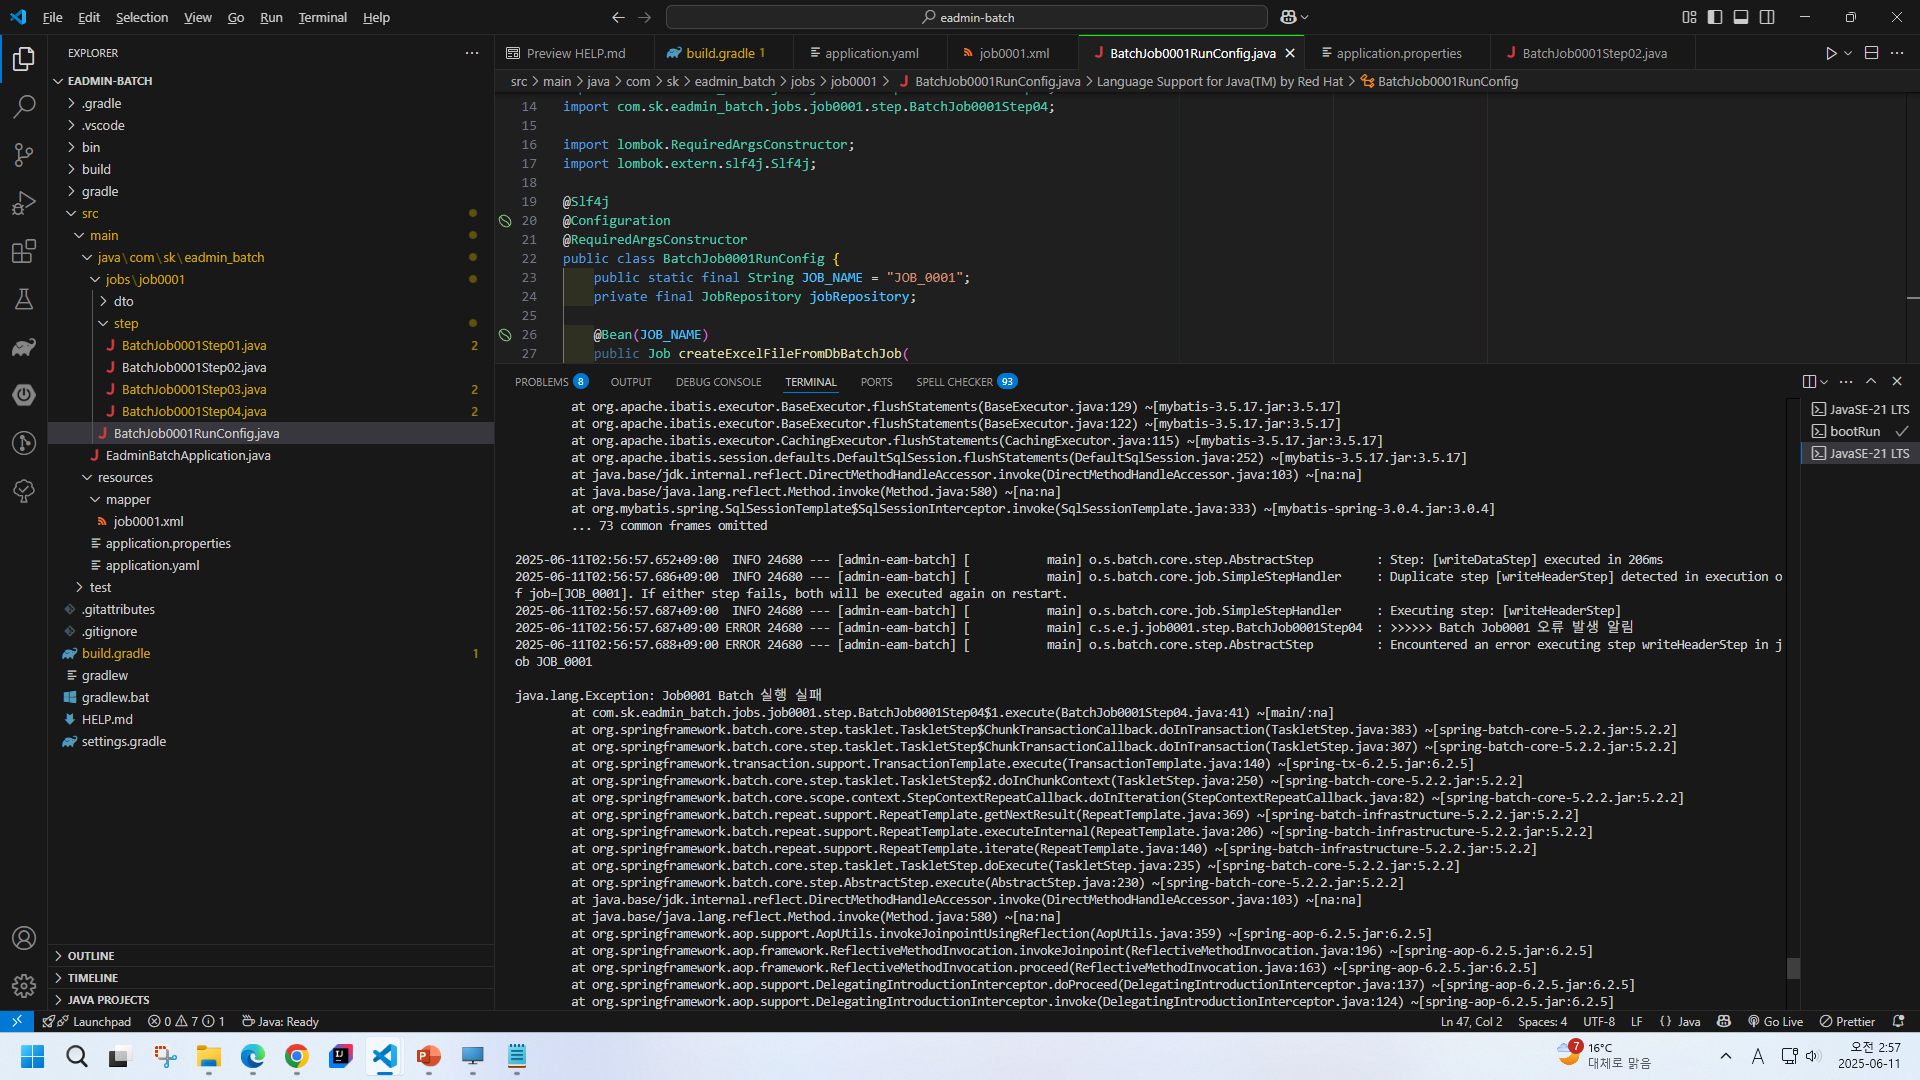 File Edit Selection View Go Run Terminal Help
eadmin-batch
EXPLORER
Preview HELP.md
build.gradle 1
application.yaml
job0001.xml
BatchJob0001RunConfig.java
application.properties
BatchJob0001Step02.java
src > main > java > com > sk > eadmin_batch > jobs > job0001 > BatchJob0001RunConfig.java > Language Support for Java(TM) by Red Hat > BatchJob0001RunConfig
EADMIN-BATCH
.gradle
.vscode
bin
build
gradle
src
main
java\com\sk\eadmin_batch
jobs\job0001
dto
step
BatchJob0001Step01.java 2
BatchJob0001Step02.java
BatchJob0001Step03.java 2
BatchJob0001Step04.java 2
BatchJob0001RunConfig.java
EadminBatchApplication.java
resources
mapper
job0001.xml
application.properties
application.yaml
test
.gitattributes
.gitignore
build.gradle 1
gradlew
gradlew.bat
HELP.md
settings.gradle
OUTLINE
TIMELINE
JAVA PROJECTS
14 import com.sk.eadmin_batch.jobs.job0001.step.BatchJob0001Step04;
15
16 import lombok.RequiredArgsConstructor;
17 import lombok.extern.slf4j.Slf4j;
18
19 @Slf4j
20 @Configuration
21 @RequiredArgsConstructor
22 public class BatchJob0001RunConfig {
23 public static final String JOB_NAME = "JOB_0001";
24 private final JobRepository jobRepository;
25
26 @Bean(JOB_NAME)
27 public Job createExcelFileFromDbBatchJob(
PROBLEMS 8 OUTPUT DEBUG CONSOLE TERMINAL PORTS SPELL CHECKER 93
at org.apache.ibatis.executor.BaseExecutor.flushStatements(BaseExecutor.java:129) ~[mybatis-3.5.17.jar:3.5.17]
at org.apache.ibatis.executor.BaseExecutor.flushStatements(BaseExecutor.java:122) ~[mybatis-3.5.17.jar:3.5.17]
at org.apache.ibatis.executor.CachingExecutor.flushStatements(CachingExecutor.java:115) ~[mybatis-3.5.17.jar:3.5.17]
at org.apache.ibatis.session.defaults.DefaultSqlSession.flushStatements(DefaultSqlSession.java:252) ~[mybatis-3.5.17.jar:3.5.17]
at java.base/jdk.internal.reflect.DirectMethodHandleAccessor.invoke(DirectMethodHandleAccessor.java:103) ~[na:na]
at java.base/java.lang.reflect.Method.invoke(Method.java:580) ~[na:na]
at org.mybatis.spring.SqlSessionTemplate$SqlSessionInterceptor.invoke(SqlSessionTemplate.java:333) ~[mybatis-spring-3.0.4.jar:3.0.4]
... 73 common frames omitted
2025-06-11T02:56:57.652+09:00 INFO 24680 --- [admin-eam-batch] [ main] o.s.batch.core.step.AbstractStep : Step: [writeDataStep] executed in 206ms
2025-06-11T02:56:57.686+09:00 INFO 24680 --- [admin-eam-batch] [ main] o.s.batch.core.job.SimpleStepHandler : Duplicate step [writeHeaderStep] detected in execution o
f job=[JOB_0001]. If either step fails, both will be executed again on restart.
2025-06-11T02:56:57.687+09:00 INFO 24680 --- [admin-eam-batch] [ main] o.s.batch.core.job.SimpleStepHandler : Executing step: [writeHeaderStep]
2025-06-11T02:56:57.687+09:00 ERROR 24680 --- [admin-eam-batch] [ main] c.s.e.j.job0001.step.BatchJob0001Step04 : >>>>>> Batch Job0001 오류 발생 알림
2025-06-11T02:56:57.688+09:00 ERROR 24680 --- [admin-eam-batch] [ main] o.s.batch.core.step.AbstractStep : Encountered an error executing step writeHeaderStep in j
ob JOB_0001
java.lang.Exception: Job0001 Batch 실행 실패
at com.sk.eadmin_batch.jobs.job0001.step.BatchJob0001Step04$1.execute(BatchJob0001Step04.java:41) ~[main/:na]
at org.springframework.batch.core.step.tasklet.TaskletStep$ChunkTransactionCallback.doInTransaction(TaskletStep.java:383) ~[spring-batch-core-5.2.2.jar:5.2.2]
at org.springframework.batch.core.step.tasklet.TaskletStep$ChunkTransactionCallback.doInTransaction(TaskletStep.java:307) ~[spring-batch-core-5.2.2.jar:5.2.2]
at org.springframework.transaction.support.TransactionTemplate.execute(TransactionTemplate.java:140) ~[spring-tx-6.2.5.jar:6.2.5]
at org.springframework.batch.core.step.tasklet.TaskletStep$2.doInChunkContext(TaskletStep.java:250) ~[spring-batch-core-5.2.2.jar:5.2.2]
at org.springframework.batch.core.scope.context.StepContextRepeatCallback.doInIteration(StepContextRepeatCallback.java:82) ~[spring-batch-core-5.2.2.jar:5.2.2]
at org.springframework.batch.repeat.support.RepeatTemplate.getNextResult(RepeatTemplate.java:369) ~[spring-batch-infrastructure-5.2.2.jar:5.2.2]
at org.springframework.batch.repeat.support.RepeatTemplate.executeInternal(RepeatTemplate.java:206) ~[spring-batch-infrastructure-5.2.2.jar:5.2.2]
at org.springframework.batch.repeat.support.RepeatTemplate.iterate(RepeatTemplate.java:140) ~[spring-batch-infrastructure-5.2.2.jar:5.2.2]
at org.springframework.batch.core.step.tasklet.TaskletStep.doExecute(TaskletStep.java:235) ~[spring-batch-core-5.2.2.jar:5.2.2]
at org.springframework.batch.core.step.AbstractStep.execute(AbstractStep.java:230) ~[spring-batch-core-5.2.2.jar:5.2.2]
at java.base/jdk.internal.reflect.DirectMethodHandleAccessor.invoke(DirectMethodHandleAccessor.java:103) ~[na:na]
at java.base/java.lang.reflect.Method.invoke(Method.java:580) ~[na:na]
at org.springframework.aop.support.AopUtils.invokeJoinpointUsingReflection(AopUtils.java:359) ~[spring-aop-6.2.5.jar:6.2.5]
at org.springframework.aop.framework.ReflectiveMethodInvocation.invokeJoinpoint(ReflectiveMethodInvocation.java:196) ~[spring-aop-6.2.5.jar:6.2.5]
at org.springframework.aop.framework.ReflectiveMethodInvocation.proceed(ReflectiveMethodInvocation.java:163) ~[spring-aop-6.2.5.jar:6.2.5]
at org.springframework.aop.support.DelegatingIntroductionInterceptor.doProceed(DelegatingIntroductionInterceptor.java:137) ~[spring-aop-6.2.5.jar:6.2.5]
at org.springframework.aop.support.DelegatingIntroductionInterceptor.invoke(DelegatingIntroductionInterceptor.java:124) ~[spring-aop-6.2.5.jar:6.2.5]
JavaSE-21 LTS
bootRun
JavaSE-21 LTS
Launchpad 0 7 1 Java: Ready
Ln 47, Col 2 Spaces: 4 UTF-8 LF {} Java Go Live Prettier
7
16°C
대체로 맑음
A
오전 2:57
2025-06-11